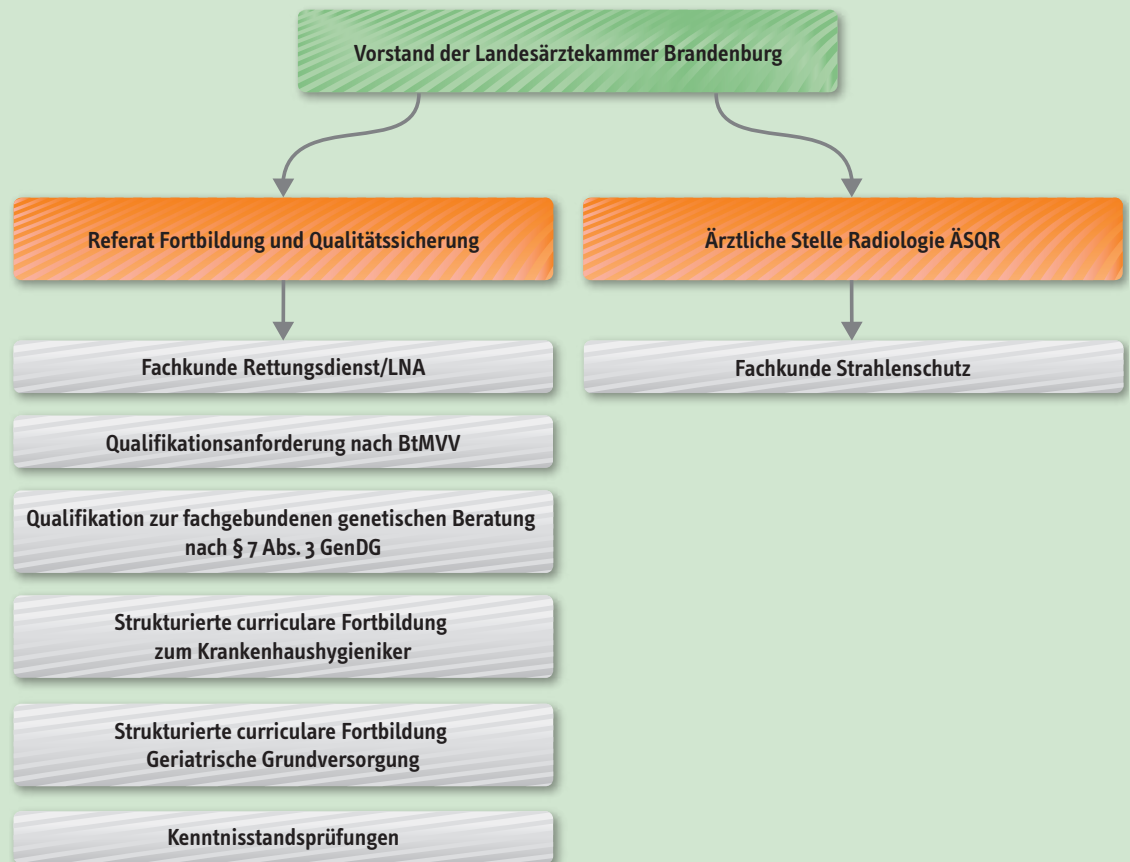 Vorstand der Landesärztekammer Brandenburg
Referat Fortbildung und Qualitätssicherung
Ärztliche Stelle Radiologie ÄSQR
Fachkunde Rettungsdienst/LNA
Fachkunde Strahlenschutz
Qualifikationsanforderung nach BtMVV
Qualifikation zur fachgebundenen genetischen Beratung
nach § 7 Abs. 3 GenDG
Strukturierte curriculare Fortbildung
zum Krankenhaushygieniker
Strukturierte curriculare Fortbildung
Geriatrische Grundversorgung
Kenntnisstandsprüfungen